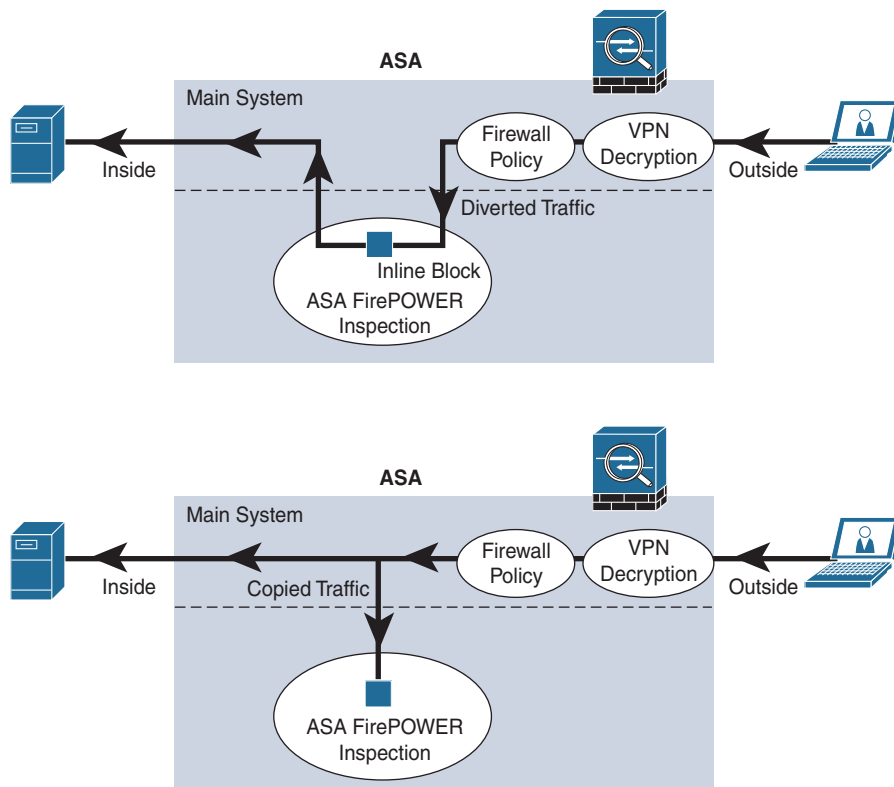 ASA
Main System
Firewall
Policy
VPN
Decryption
Inside
Outside
Diverted Traffic
Inline Block
ASA FirePOWER
Inspection
ASA
Main System
Firewall
Policy
VPN
Decryption
Inside
Copied Traffic
Outside
ASA FirePOWER
Inspection